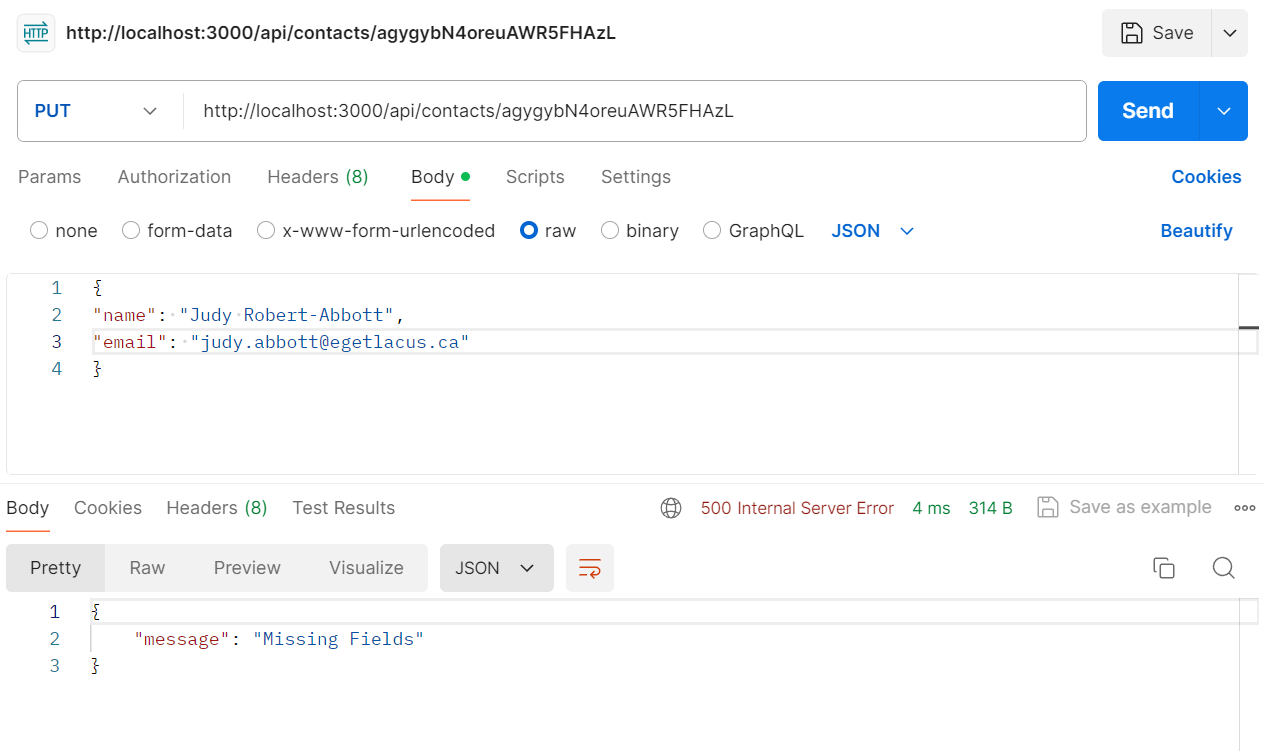 HTTP http://localhost:3000/api/contacts/agygybN4oreuAWR5FHAzL Save
PUT http://localhost:3000/api/contacts/agygybN4oreuAWR5FHAzL Send
Params Authorization Headers (8) Body Scripts Settings Cookies
none form-data x-www-form-urlencoded raw binary GraphQL JSON Beautify
1 {
2 "name": "Judy Robert-Abbott",
3 "email": "judy.abbott@egetlacus.ca"
4 }
Body Cookies Headers (8) Test Results 500 Internal Server Error 4 ms 314 B Save as example
Pretty Raw Preview Visualize JSON
1 {
2 "message": "Missing Fields"
3 }